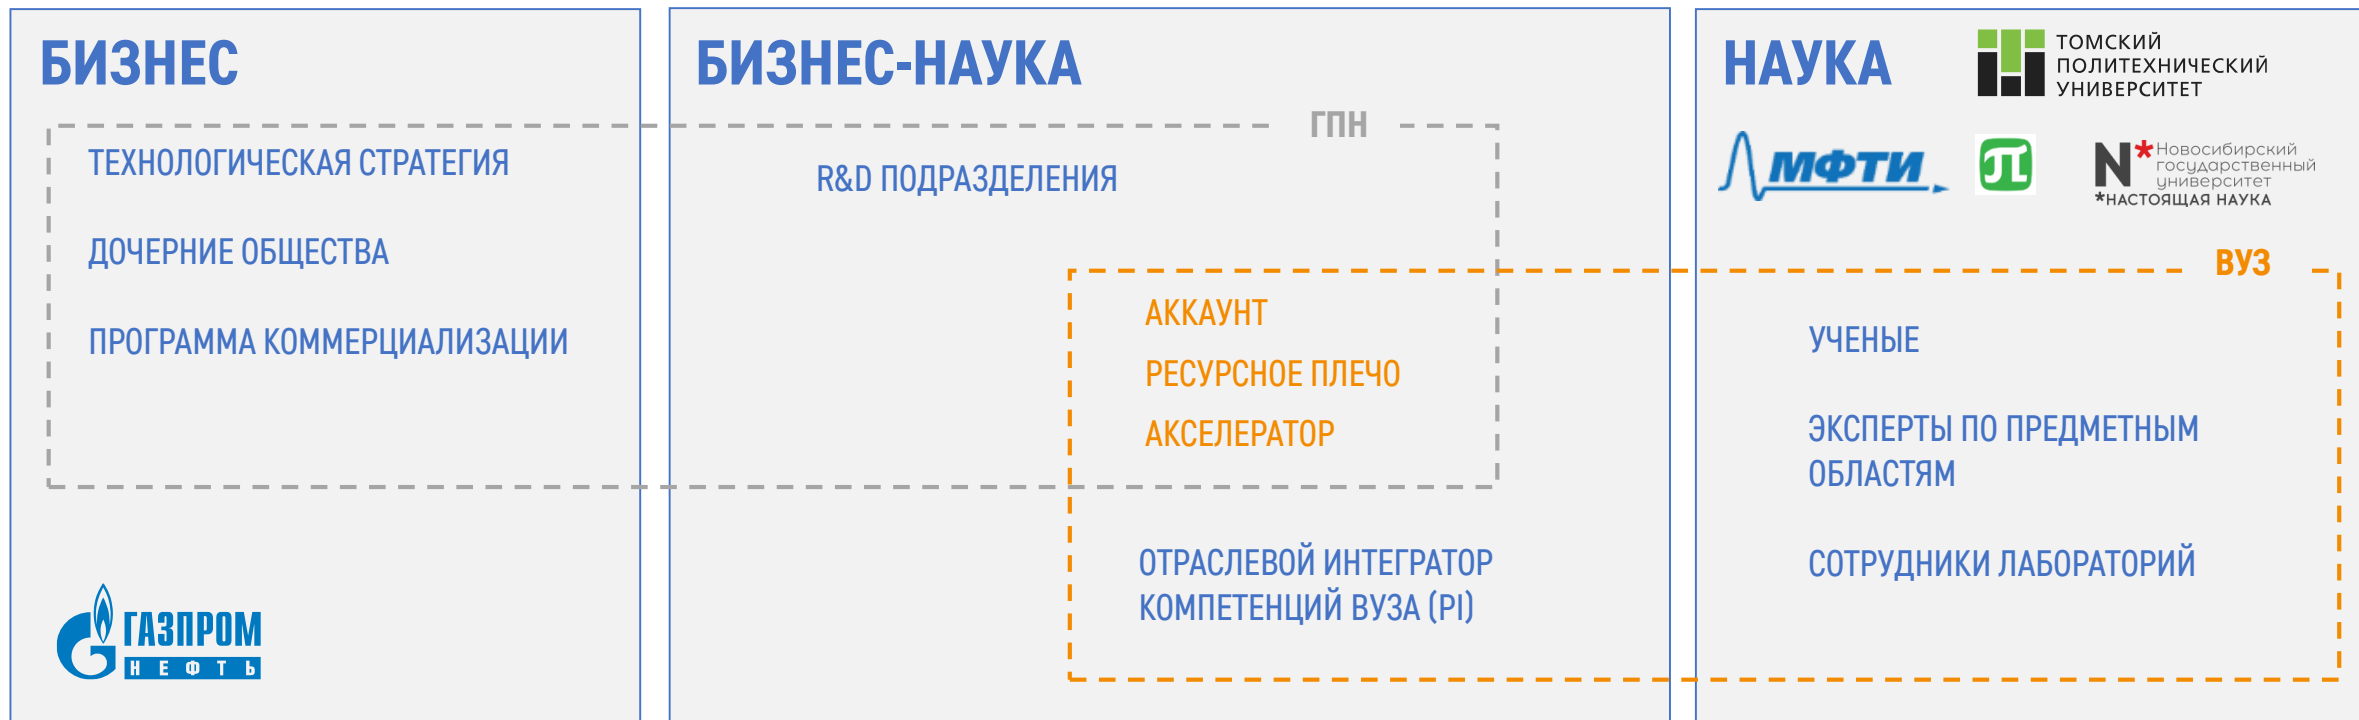 БИЗНЕС
ТЕХНОЛОГИЧЕСКАЯ СТРАТЕГИЯ
ДОЧЕРНИЕ ОБЩЕСТВА
ПРОГРАММА КОММЕРЦИАЛИЗАЦИИ
ГАЗПРОМ
НЕФТЬ
БИЗНЕС-НАУКА
ГПН
R&D ПОДРАЗДЕЛЕНИЯ
АККАУНТ
РЕСУРСНОЕ ПЛЕЧО
АКСЕЛЕРАТОР
ОТРАСЛЕВОЙ ИНТЕГРАТОР
КОМПЕТЕНЦИЙ ВУЗА (PI)
НАУКА
ТОМСКИЙ
ПОЛИТЕХНИЧЕСКИЙ
УНИВЕРСИТЕТ
МФТИ
π
N*
Новосибирский
государственный
университет
*НАСТОЯЩАЯ НАУКА
ВУЗ
УЧЕНЫЕ
ЭКСПЕРТЫ ПО ПРЕДМЕТНЫМ
ОБЛАСТЯМ
СОТРУДНИКИ ЛАБОРАТОРИЙ